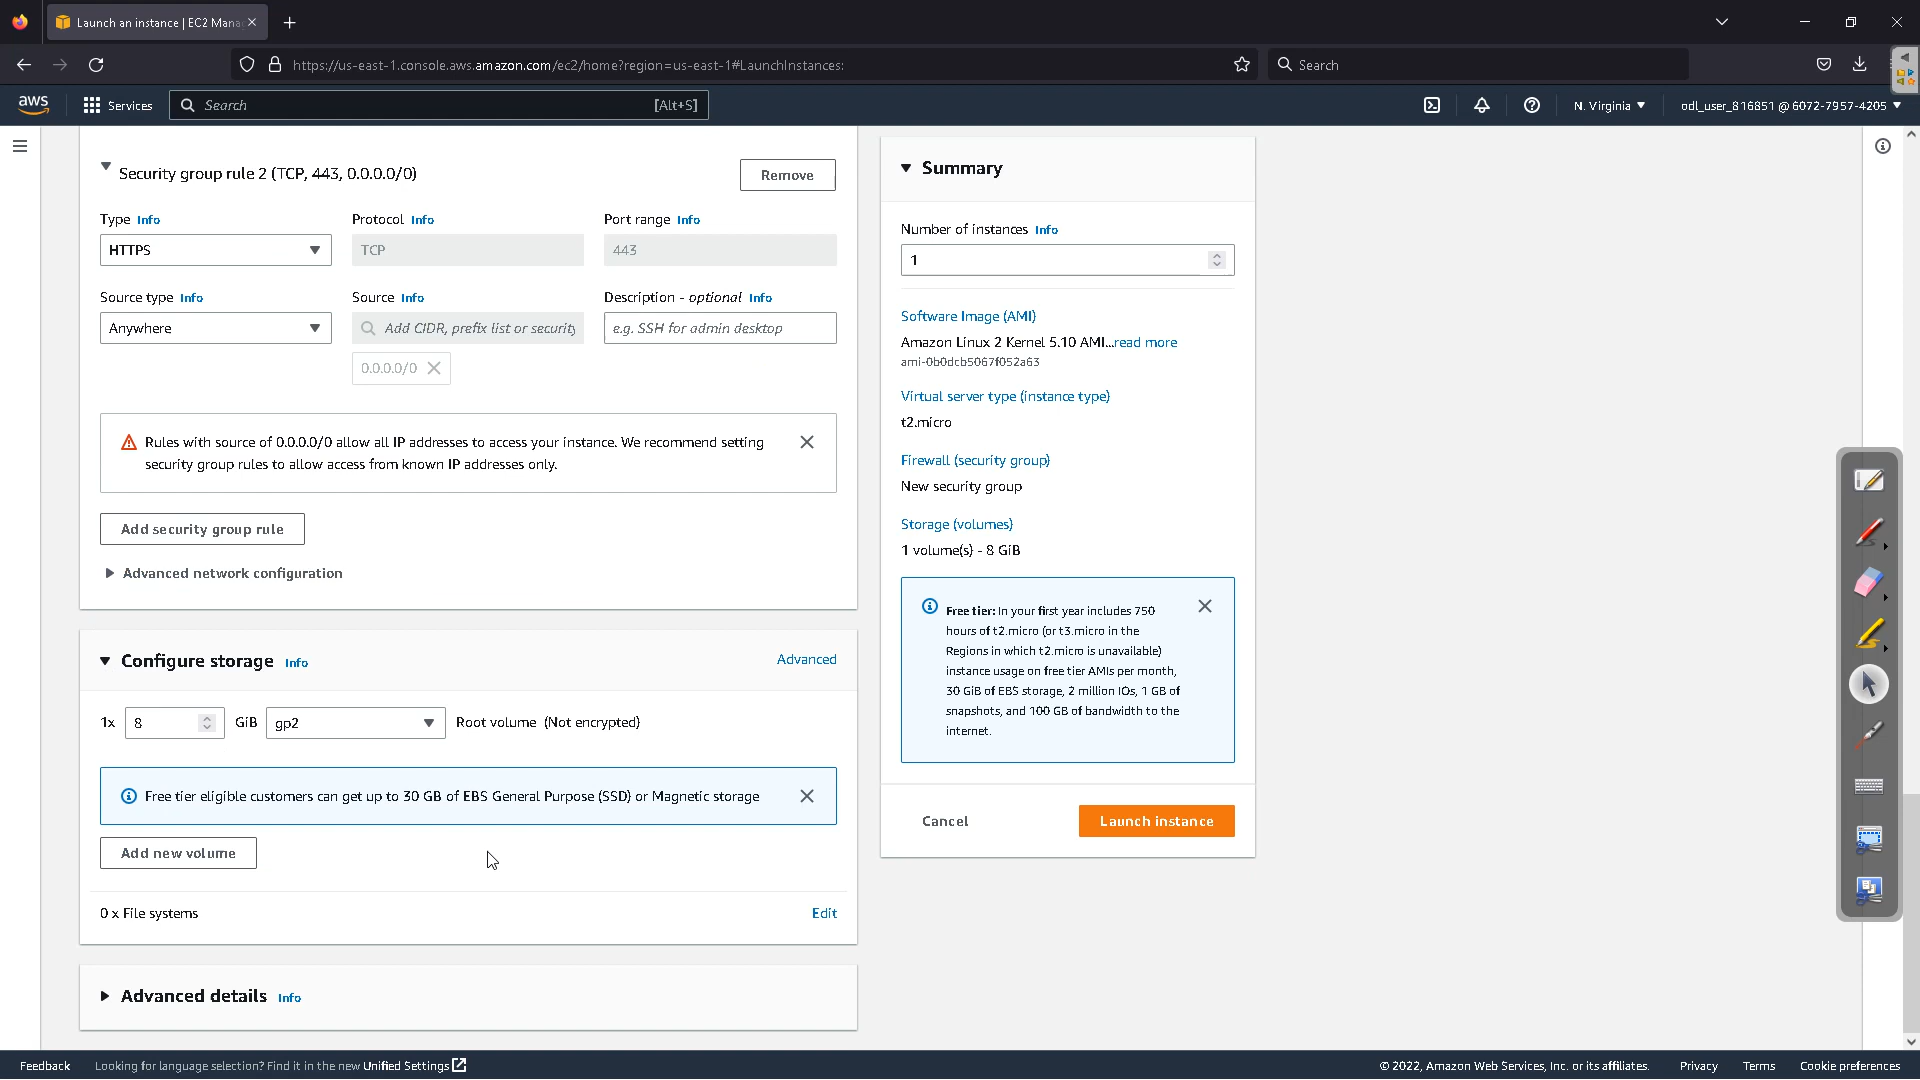 Launch an instance | EC2 Mana
https://us-east-1.console.aws.amazon.com/ec2/home?region=us-east-1#LaunchInstances:
Search
aws
Services
Search
[Alt+S]
N. Virginia
odl_user_816851 @ 6072-7957-4205
Security group rule 2 (TCP, 443, 0.0.0.0/0)
Remove
Type Info
Protocol Info
Port range Info
HTTPS
TCP
443
Source type Info
Source Info
Description - optional Info
Anywhere
Add CIDR, prefix list or security
e.g. SSH for admin desktop
0.0.0.0/0
Rules with source of 0.0.0.0/0 allow all IP addresses to access your instance. We recommend setting
security group rules to allow access from known IP addresses only.
Add security group rule
Advanced network configuration
Configure storage Info
Advanced
1x
8
GiB
gp2
Root volume (Not encrypted)
Free tier eligible customers can get up to 30 GB of EBS General Purpose (SSD) or Magnetic storage
Add new volume
0 x File systems
Edit
Advanced details Info
Summary
Number of instances Info
1
Software Image (AMI)
Amazon Linux 2 Kernel 5.10 AMI...read more
ami-0b0dcb5067f052a63
Virtual server type (instance type)
t2.micro
Firewall (security group)
New security group
Storage (volumes)
1 volume(s) - 8 GiB
Free tier: In your first year includes 750
hours of t2.micro (or t3.micro in the
Regions in which t2.micro is unavailable)
instance usage on free tier AMIs per month,
30 GiB of EBS storage, 2 million IOs, 1 GB of
snapshots, and 100 GB of bandwidth to the
internet.
Cancel
Launch instance
Feedback
Looking for language selection? Find it in the new Unified Settings
© 2022, Amazon Web Services, Inc. or its affiliates.
Privacy
Terms
Cookie preferences